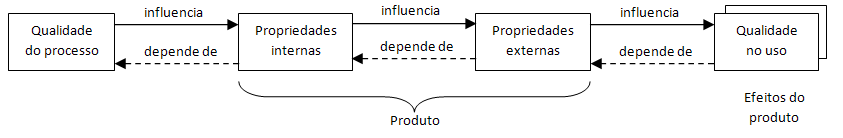 influencia
influencia
influencia
Qualidade
do processo
Propriedades
internas
Propriedades
externas
Qualidade
no uso
depende de
depende de
depende de
Produto
Efeitos do
produto